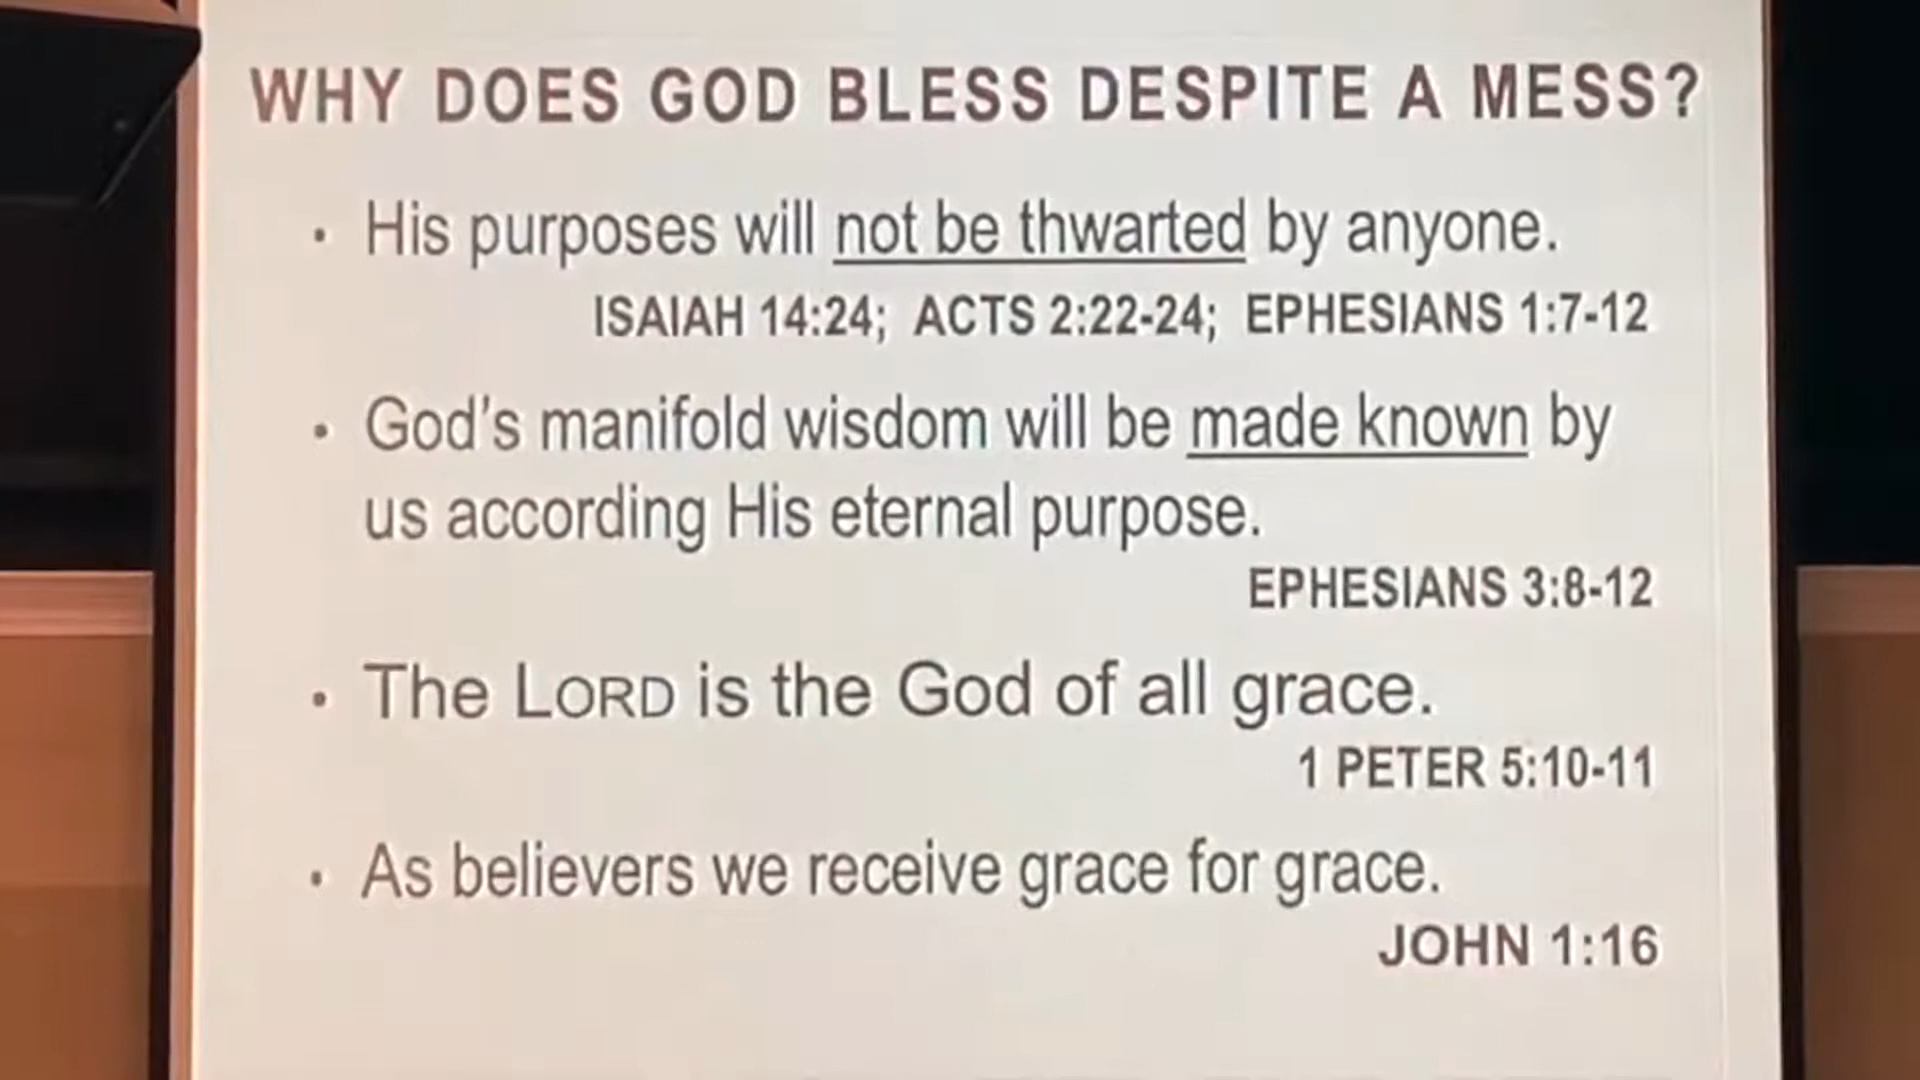 WHY DOES GOD BLESS DESPITE A MESS?
• His purposes will not be thwarted by anyone.
ISAIAH 14:24; ACTS 2:22-24; EPHESIANS 1:7-12
• God's manifold wisdom will be made known by
us according His eternal purpose.
EPHESIANS 3:8-12
• The LORD is the God of all grace.
1 PETER 5:10-11
• As believers we receive grace for grace.
JOHN 1:16